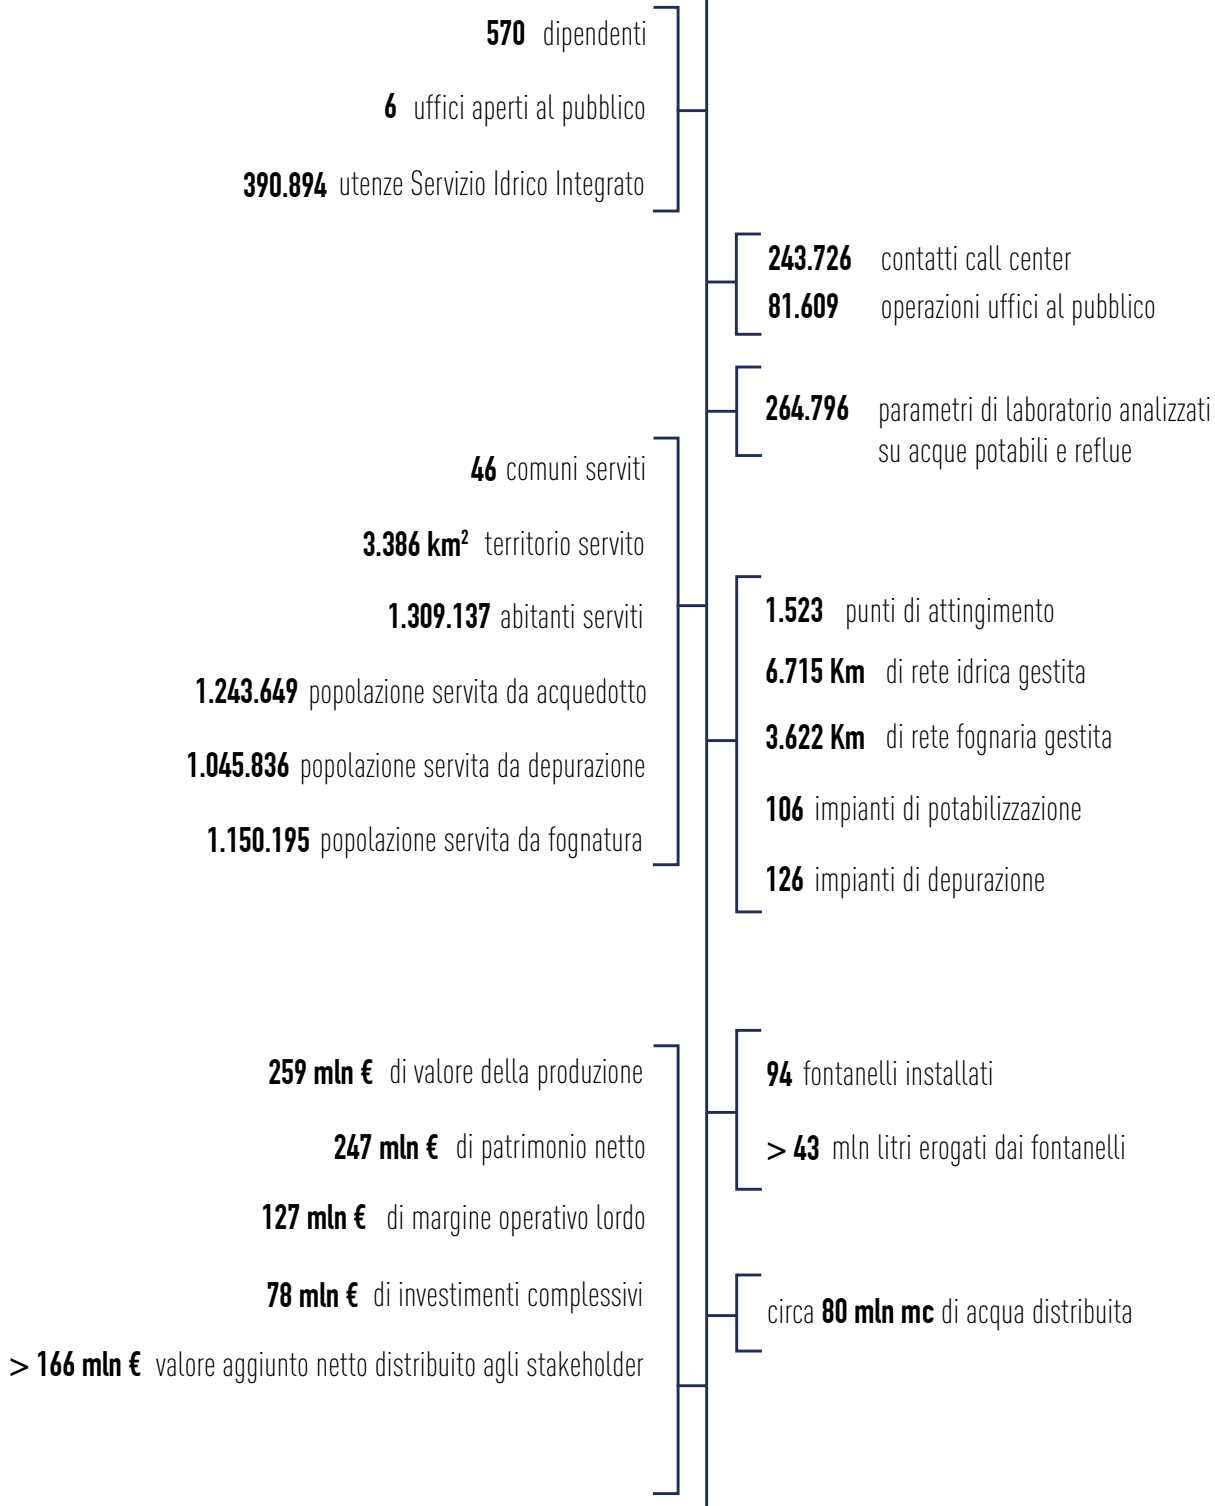 570 dipendenti
6 uffici aperti al pubblico
390.894 utenze Servizio Idrico Integrato
243.726 contatti call center
81.609 operazioni uffici al pubblico
264.796 parametri di laboratorio analizzati
su acque potabili e reflue
46 comuni serviti
3.386 km² territorio servito
1.309.137 abitanti serviti
1.243.649 popolazione servita da acquedotto
1.045.836 popolazione servita da depurazione
1.150.195 popolazione servita da fognatura
1.523 punti di attingimento
6.715 Km di rete idrica gestita
3.622 Km di rete fognaria gestita
106 impianti di potabilizzazione
126 impianti di depurazione
259 mln € di valore della produzione
247 mln € di patrimonio netto
127 mln € di margine operativo lordo
78 mln € di investimenti complessivi
> 166 mln € valore aggiunto netto distribuito agli stakeholder
94 fontanelli installati
> 43 mln litri erogati dai fontanelli
circa 80 mln mc di acqua distribuita